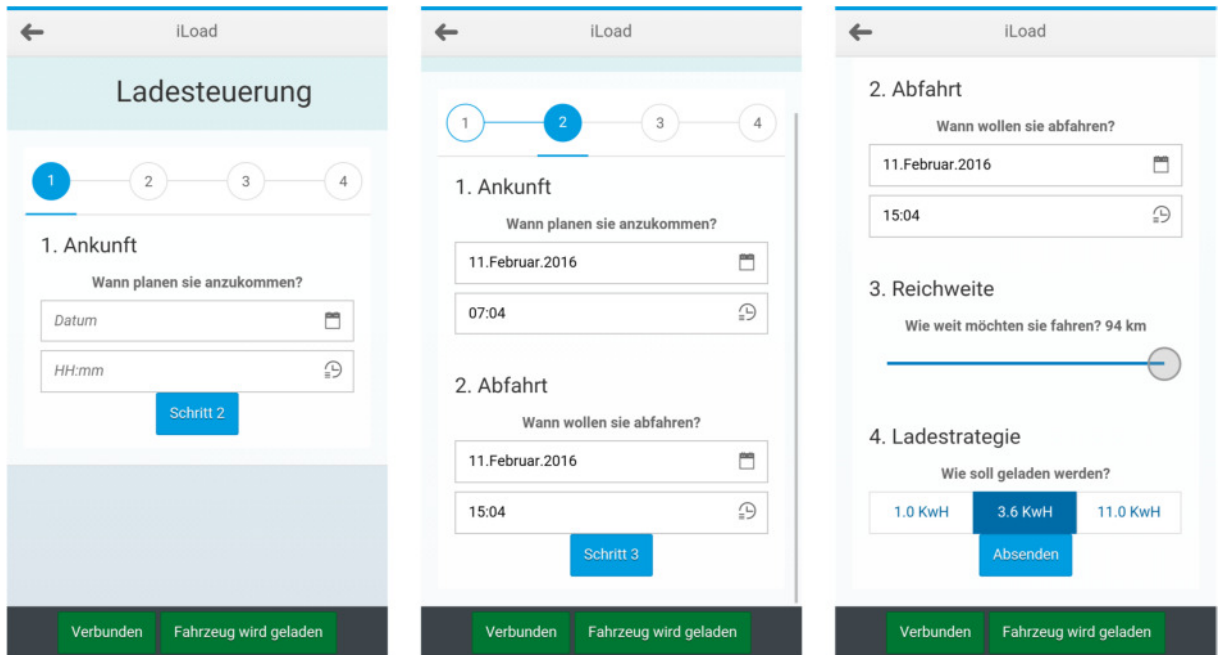 iLoad
Ladesteuerung
1 2 3 4
1. Ankunft
Wann planen sie anzukommen?
Datum
HH:mm
Schritt 2
Verbunden Fahrzeug wird geladen
iLoad
1 2 3 4
1. Ankunft
Wann planen sie anzukommen?
11.Februar.2016
07:04
2. Abfahrt
Wann wollen sie abfahren?
11.Februar.2016
15:04
Schritt 3
Verbunden Fahrzeug wird geladen
iLoad
2. Abfahrt
Wann wollen sie abfahren?
11.Februar.2016
15:04
3. Reichweite
Wie weit möchten sie fahren? 94 km
4. Ladestrategie
Wie soll geladen werden?
1.0 KwH 3.6 KwH 11.0 KwH
Absenden
Verbunden Fahrzeug wird geladen